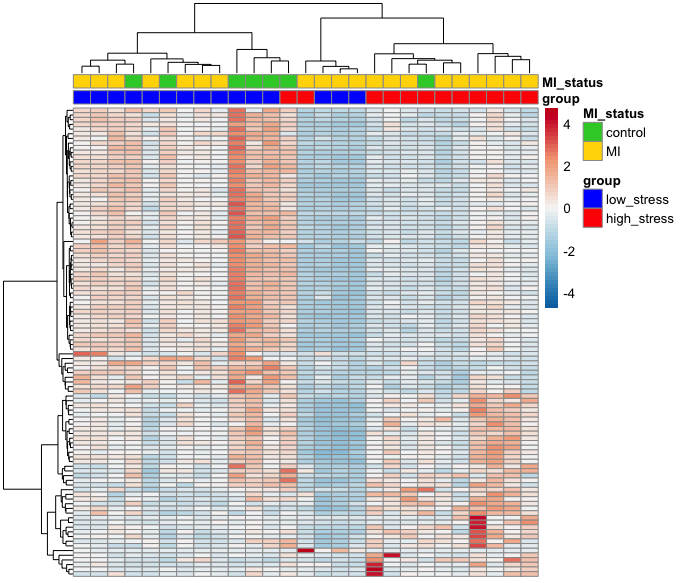 MI_status
group
4
2
0
-2
-4
MI_status
control
MI
group
low_stress
high_stress